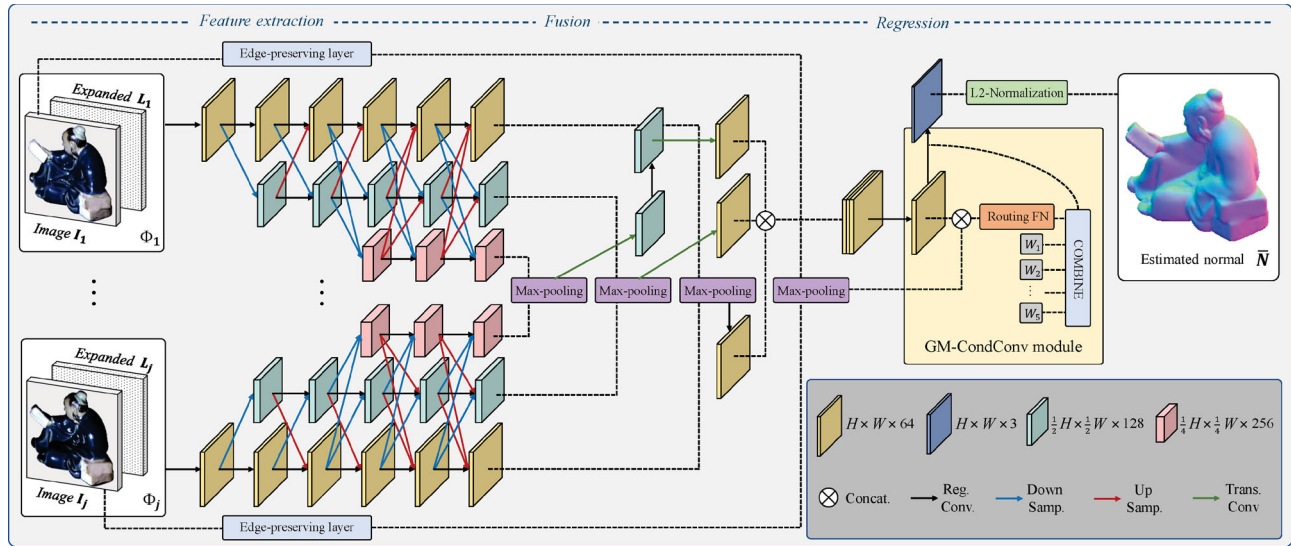 Feature extraction
Fusion
Regression
Edge-preserving layer
Expanded L₁
Image I₁
Φ₁
Expanded Lⱼ
Image Iⱼ
Φⱼ
Edge-preserving layer
Max-pooling
Max-pooling
Max-pooling
Max-pooling
L2-Normalization
Routing FN
W₁
W₂
W₅
COMBINE
GM-CondConv module
Estimated normal N̄
H × W × 64
H × W × 3
½H × ½W × 128
¼H × ¼W × 256
Concat.
Reg. Conv.
Down Samp.
Up Samp.
Trans. Conv